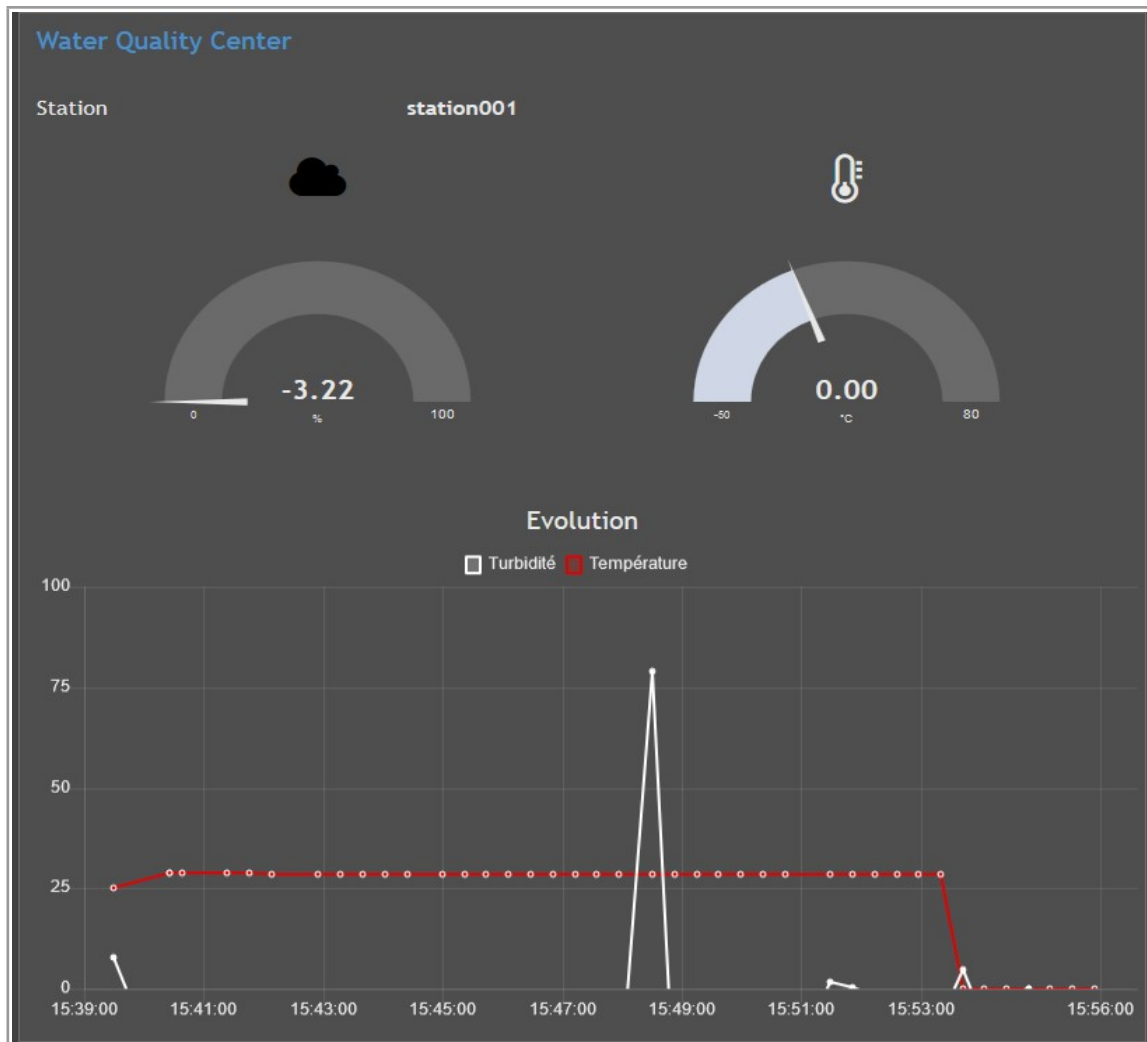 Water Quality Center
Station station001
-3.22
0 % 100
0.00
-50 °C 80
Evolution
Turbidité Température
100
75
50
25
0
15:39:00 15:41:00 15:43:00 15:45:00 15:47:00 15:49:00 15:51:00 15:53:00 15:56:00